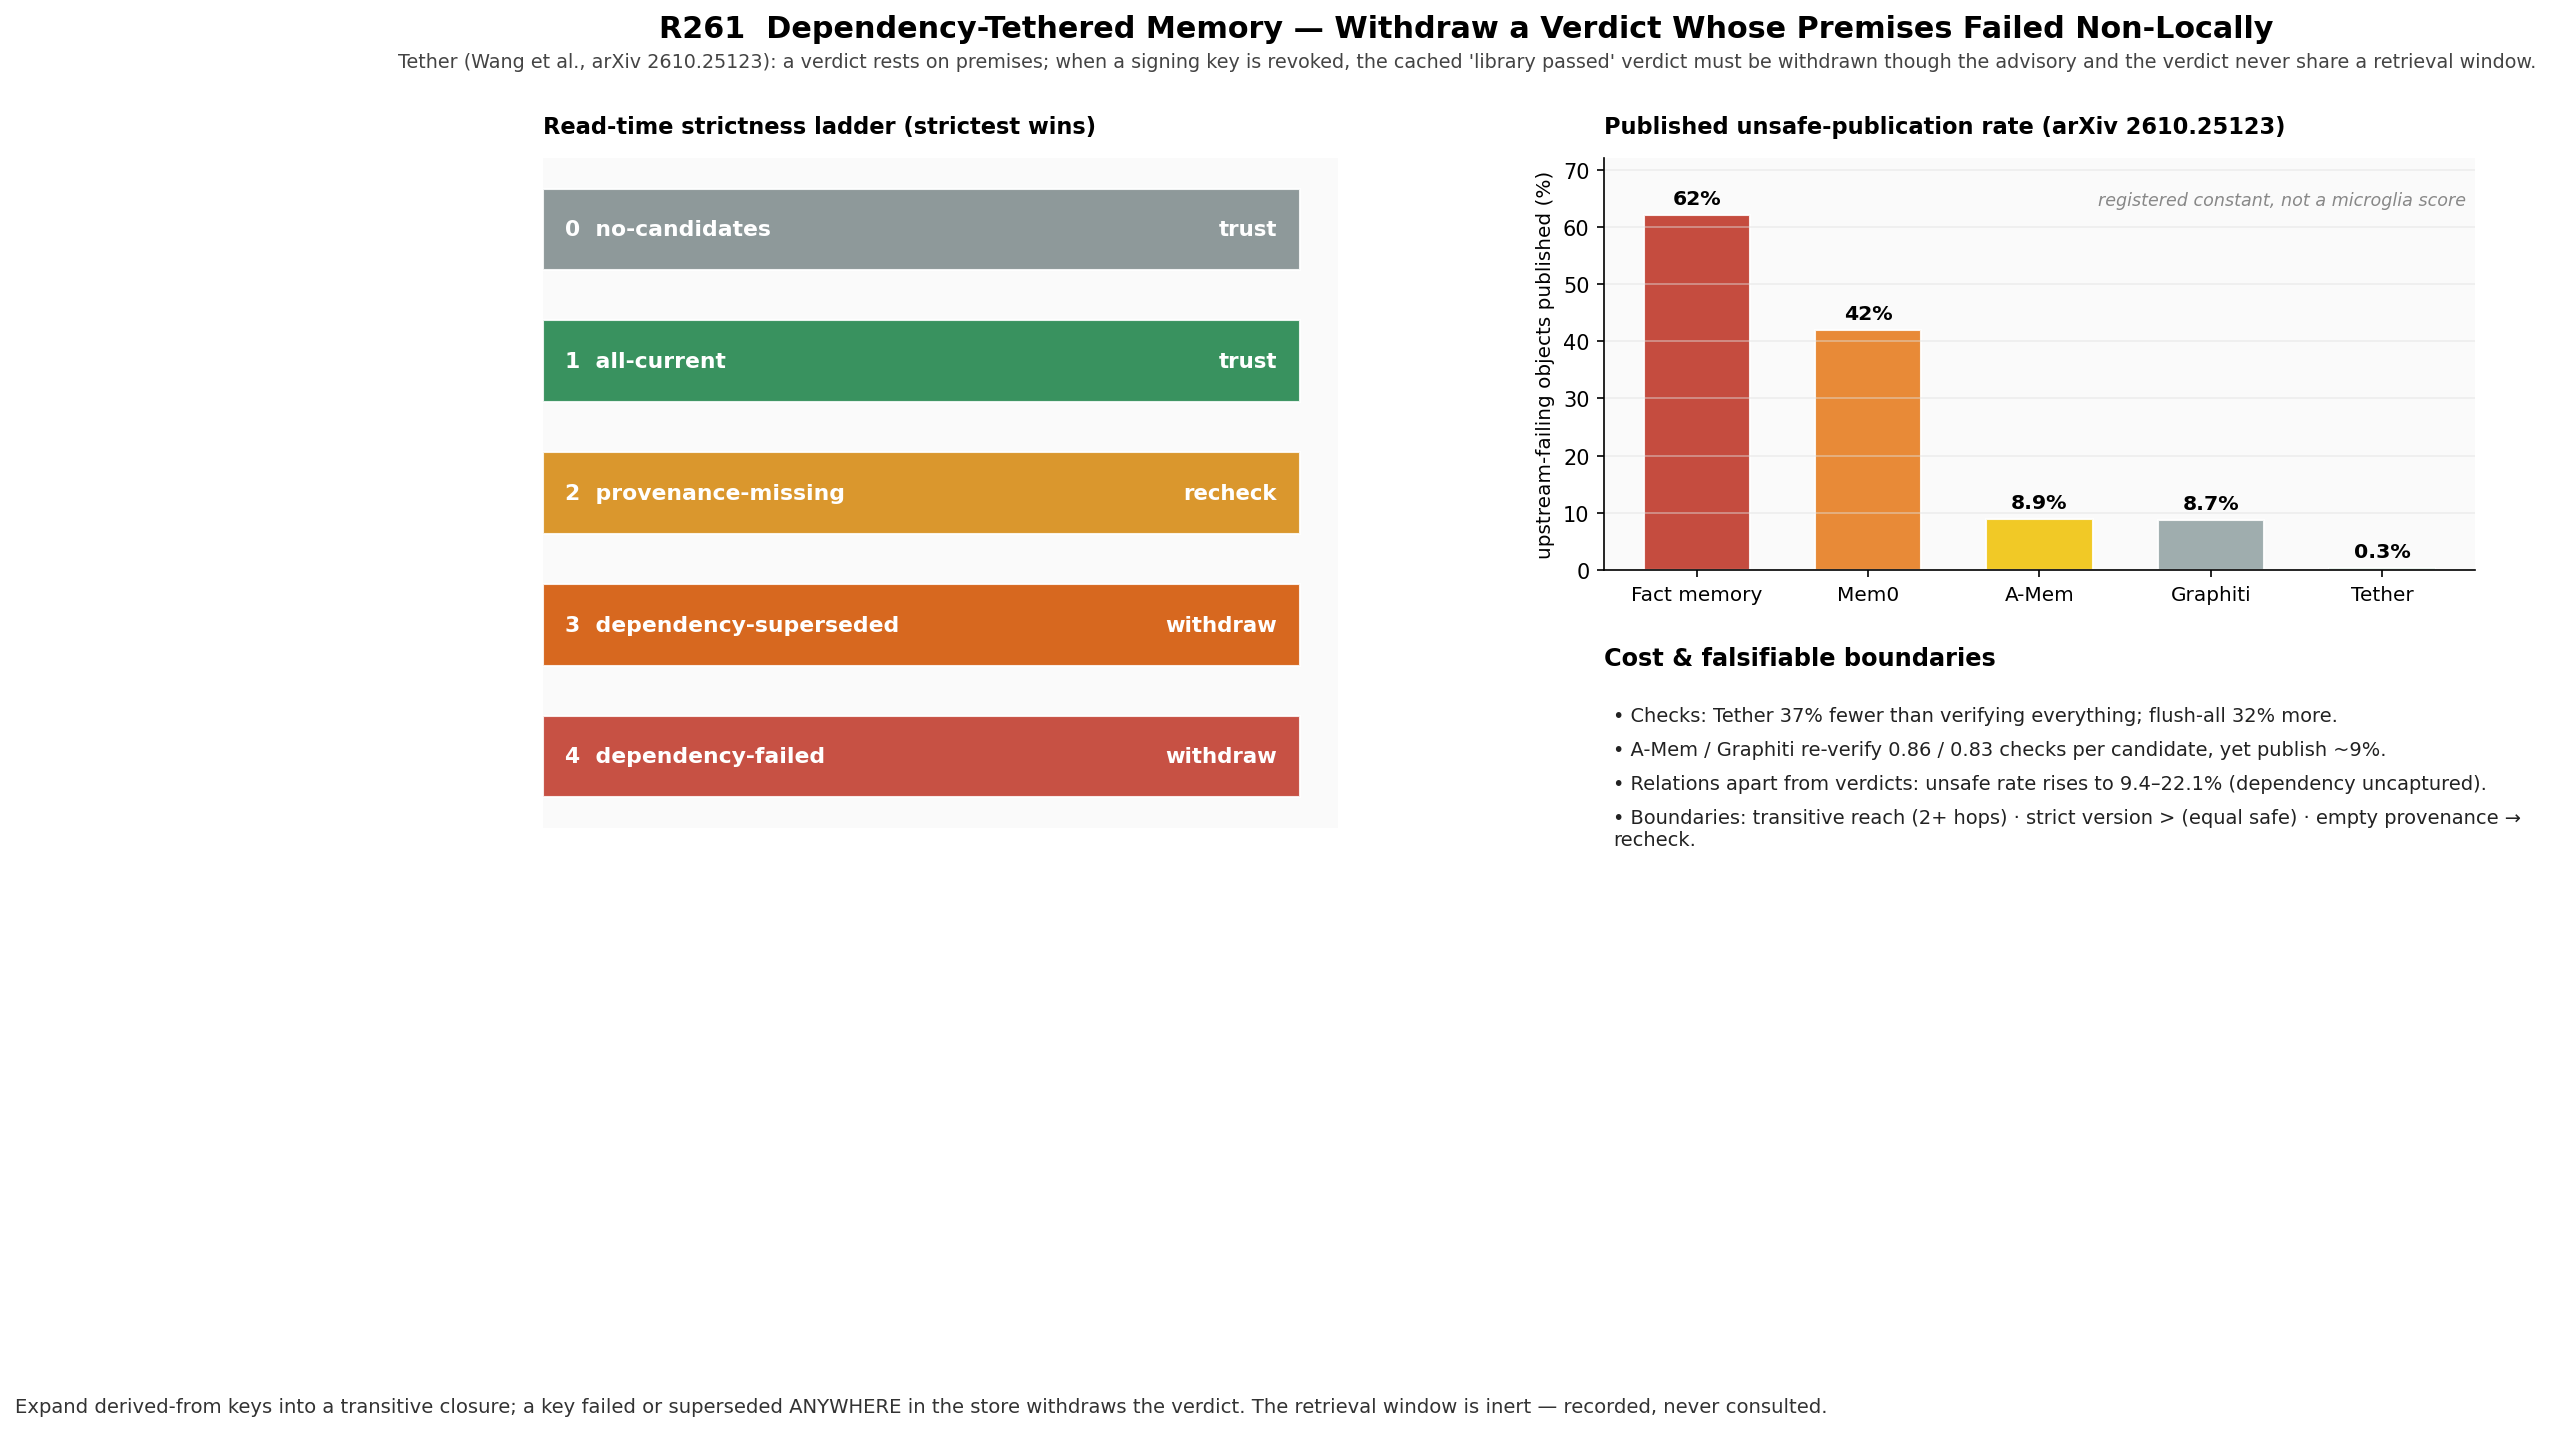 R261  Dependency-Tethered Memory — Withdraw a Verdict Whose Premises Failed Non-Locally
Tether (Wang et al., arXiv 2610.25123): a verdict rests on premises; when a signing key is revoked, the cached 'library passed' verdict must be withdrawn though the advisory and the verdict never share a retrieval window.
Read-time strictness ladder (strictest wins)
0 no-candidates trust
1 all-current trust
2 provenance-missing recheck
3 dependency-superseded withdraw
4 dependency-failed withdraw
Published unsafe-publication rate (arXiv 2610.25123)
upstream-failing objects published (%)
70
60
50
40
30
20
10
0
registered constant, not a microglia score
62%
42%
8.9%
8.7%
0.3%
Fact memory
Mem0
A-Mem
Graphiti
Tether
Cost & falsifiable boundaries
• Checks: Tether 37% fewer than verifying everything; flush-all 32% more.
• A-Mem / Graphiti re-verify 0.86 / 0.83 checks per candidate, yet publish ~9%.
• Relations apart from verdicts: unsafe rate rises to 9.4–22.1% (dependency uncaptured).
• Boundaries: transitive reach (2+ hops) · strict version > (equal safe) · empty provenance →
recheck.
Expand derived-from keys into a transitive closure; a key failed or superseded ANYWHERE in the store withdraws the verdict. The retrieval window is inert — recorded, never consulted.